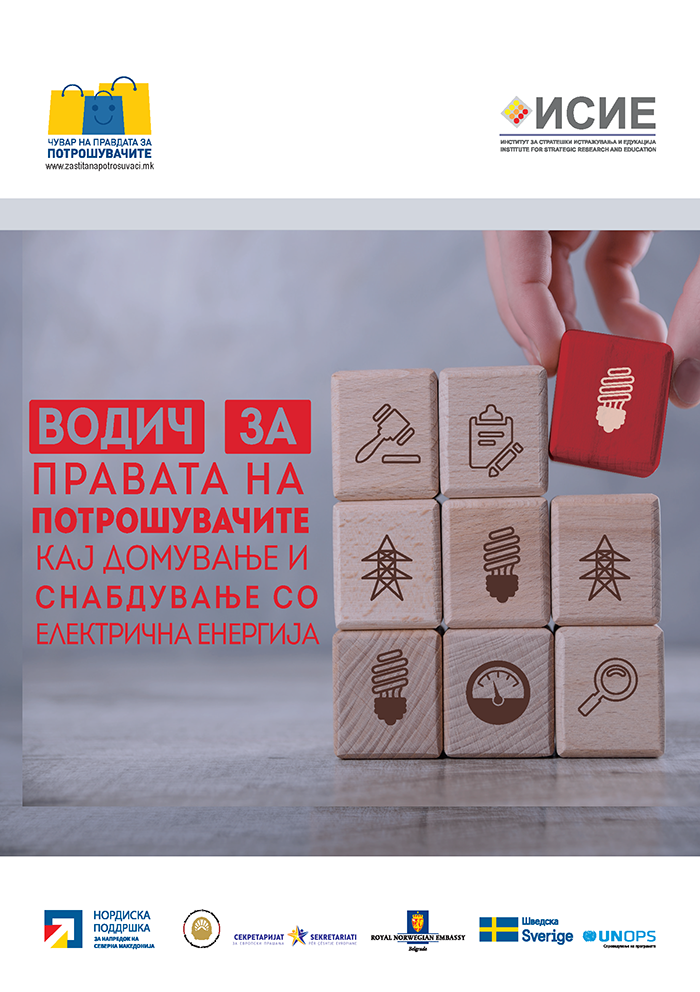 ЧУВАР НА ПРАВДАТА ЗА
ПОТРОШУВАЧИТЕ
www.zastitanapotrosuvaci.mk
ИСИЕ
ИНСТИТУТ ЗА СТРАТЕШКИ ИСТРАЖУВАЊА И ЕДУКАЦИЈА
INSTITUTE FOR STRATEGIC RESEARCH AND EDUCATION
ВОДИЧ ЗА
ПРАВАТА НА
ПОТРОШУВАЧИТЕ
КАЈ ДОМУВАЊЕ И
СНАБДУВАЊЕ СО
ЕЛЕКТРИЧНА ЕНЕРГИЈА
НОРДИСКА
ПОДДРШКА
ЗА НАПРЕДОК НА
СЕВЕРНА МАКЕДОНИЈА
СЕКРЕТАРИЈАТ
ЗА ЕВРОПСКИ ПРАШАЊА
SEKRETARIATI
PËR ÇËSHTJE EVROPIANE
ROYAL NORWEGIAN EMBASSY
Belgrade
Шведска
Sverige
UNOPS